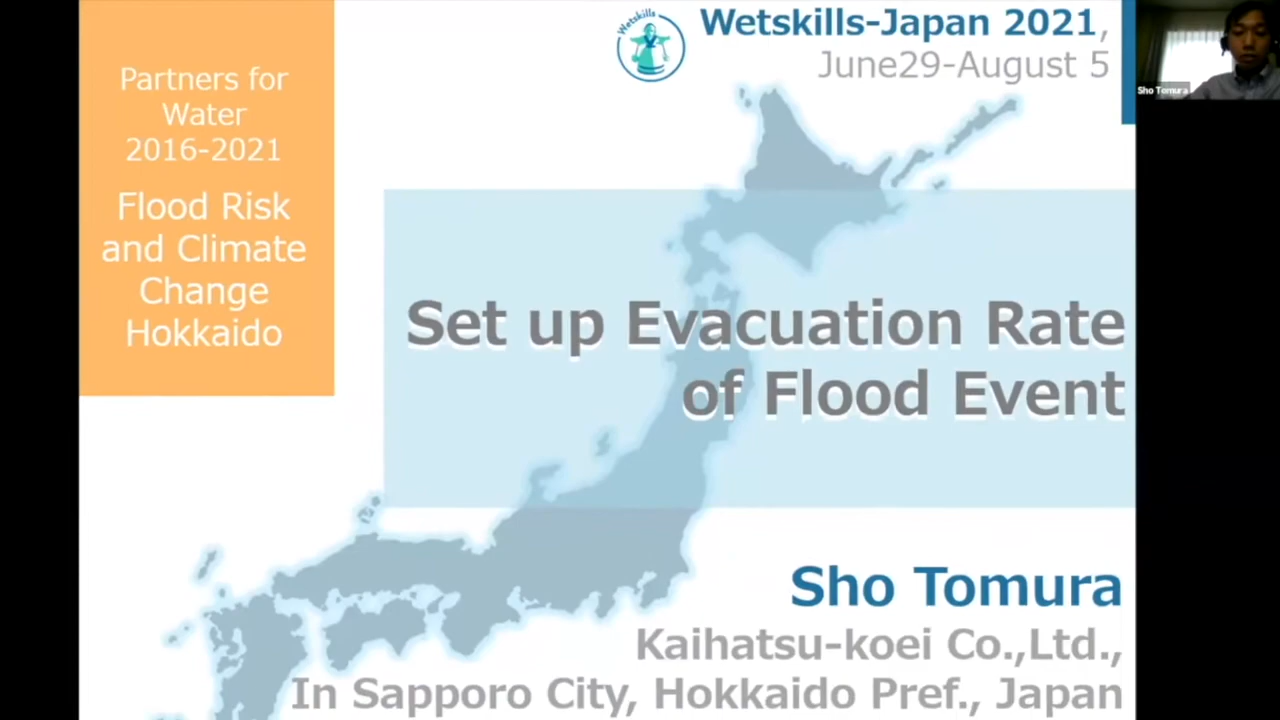 Partners for
Water
2016-2021
Flood Risk
and Climate
Change
Hokkaido
Wetskills
Wetskills-Japan 2021,
June29-August 5
Sho Tomura
Set up Evacuation Rate
of Flood Event
Sho Tomura
Kaihatsu-koei Co.,Ltd.,
In Sapporo City, Hokkaido Pref., Japan